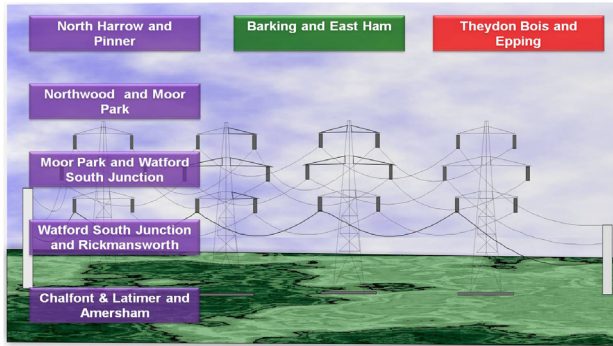 North Harrow and
Pinner
Barking and East Ham
Theydon Bois and
Epping
Northwood and Moor
Park
Moor Park and Watford
South Junction
Watford South Junction
and Rickmansworth
Chalfont & Latimer and
Amersham